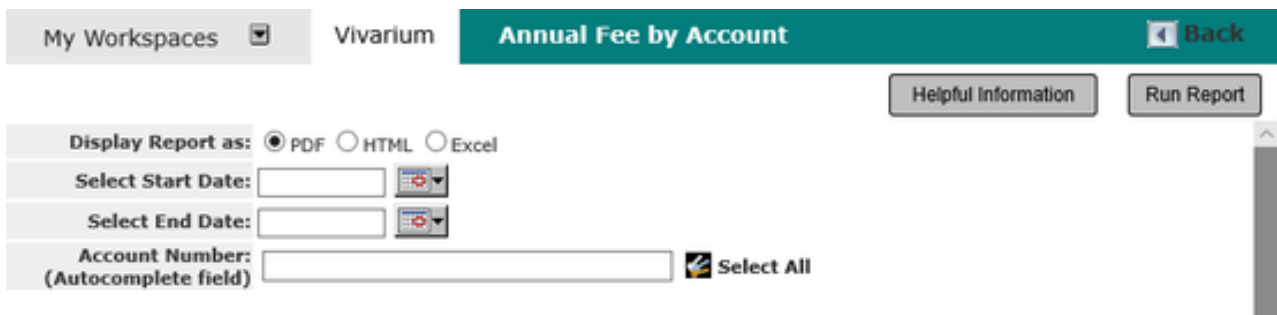 My Workspaces Vivarium Annual Fee by Account Back
Helpful Information Run Report
Display Report as: PDF HTML Excel
Select Start Date:
Select End Date:
Account Number:
(Autocomplete field) Select All